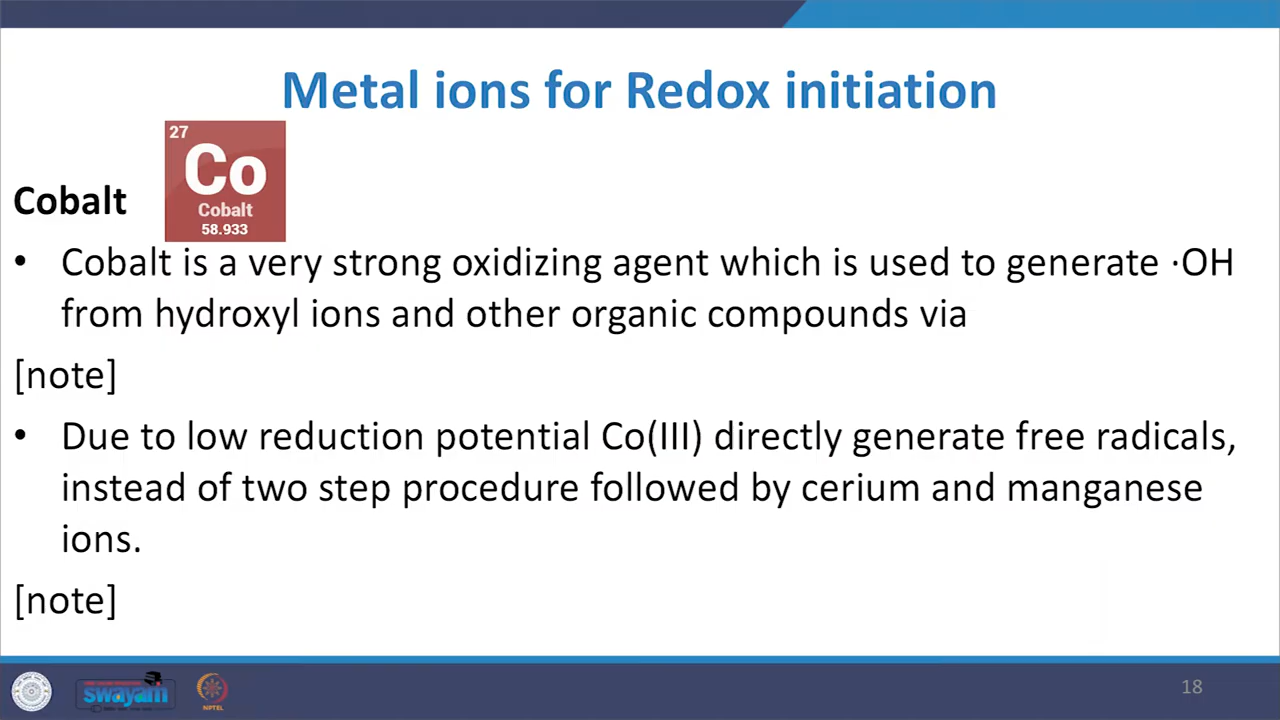 Metal ions for Redox initiation
27
Co
Cobalt
58.933
Cobalt
• Cobalt is a very strong oxidizing agent which is used to generate ·OH
from hydroxyl ions and other organic compounds via
[note]
• Due to low reduction potential Co(III) directly generate free radicals,
instead of two step procedure followed by cerium and manganese
ions.
[note]
swayam
NPTEL
18